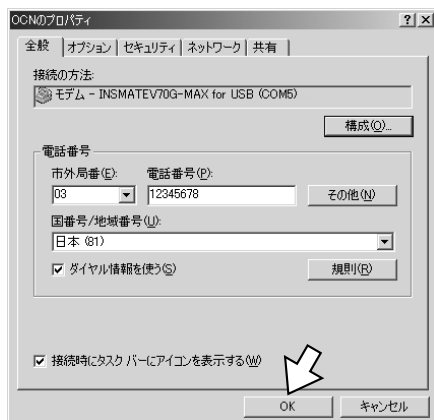 OCNのプロパティ
全般 オプション セキュリティ ネットワーク 共有
接続の方法:
モデム - INSMATEV70G-MAX for USB (COM5)
構成(O)...
電話番号
市外局番(E): 電話番号(P):
03 12345678 その他(N)
国番号/地域番号(U):
日本 (81)
ダイヤル情報を使う(S) 規則(R)
接続時にタスク バーにアイコンを表示する(W)
OK キャンセル